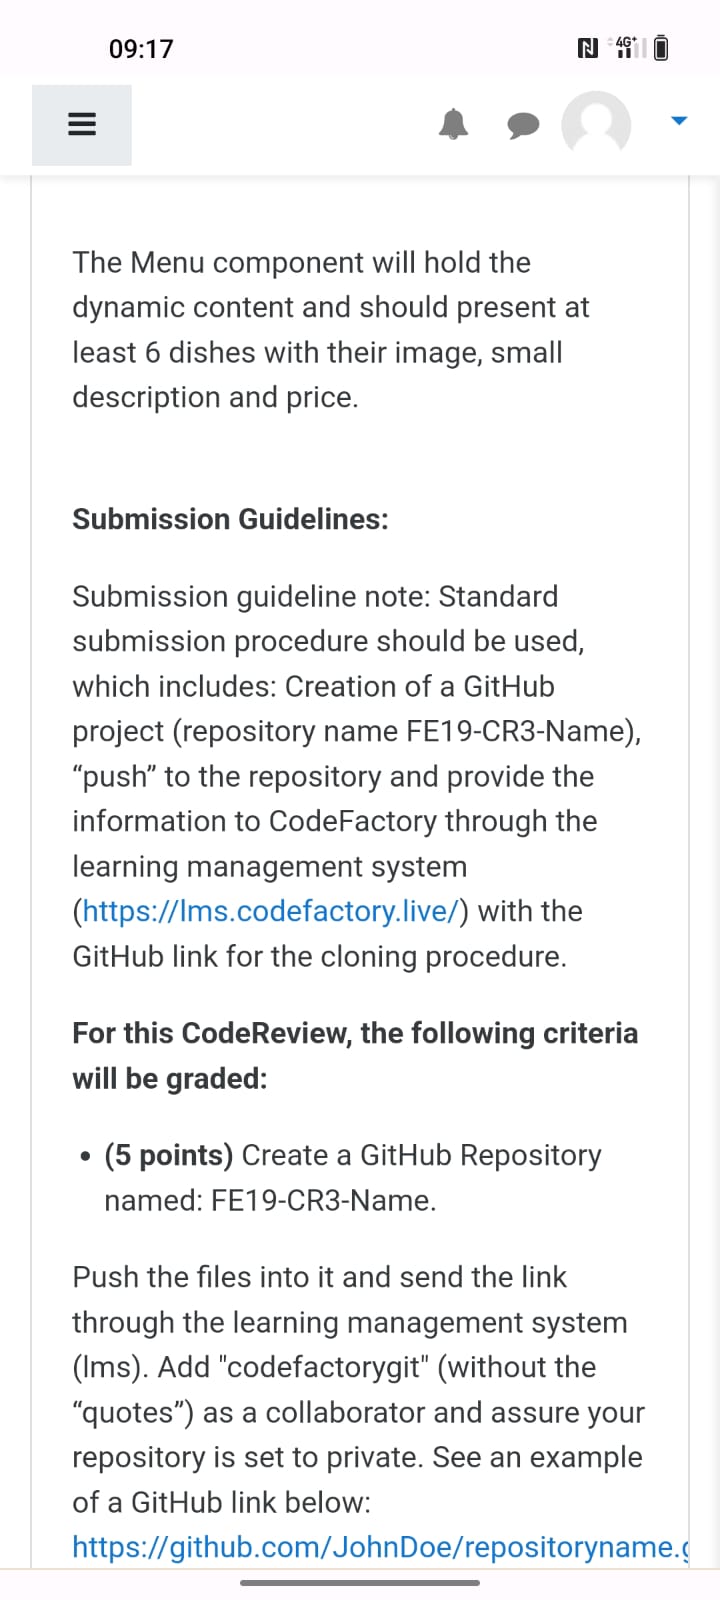 09:17
4G+
The Menu component will hold the
dynamic content and should present at
least 6 dishes with their image, small
description and price.
Submission Guidelines:
Submission guideline note: Standard
submission procedure should be used,
which includes: Creation of a GitHub
project (repository name FE19-CR3-Name),
“push” to the repository and provide the
information to CodeFactory through the
learning management system
(https://lms.codefactory.live/) with the
GitHub link for the cloning procedure.
For this CodeReview, the following criteria
will be graded:
• (5 points) Create a GitHub Repository
named: FE19-CR3-Name.
Push the files into it and send the link
through the learning management system
(lms). Add "codefactorygit" (without the
“quotes”) as a collaborator and assure your
repository is set to private. See an example
of a GitHub link below:
https://github.com/JohnDoe/repositoryname.g